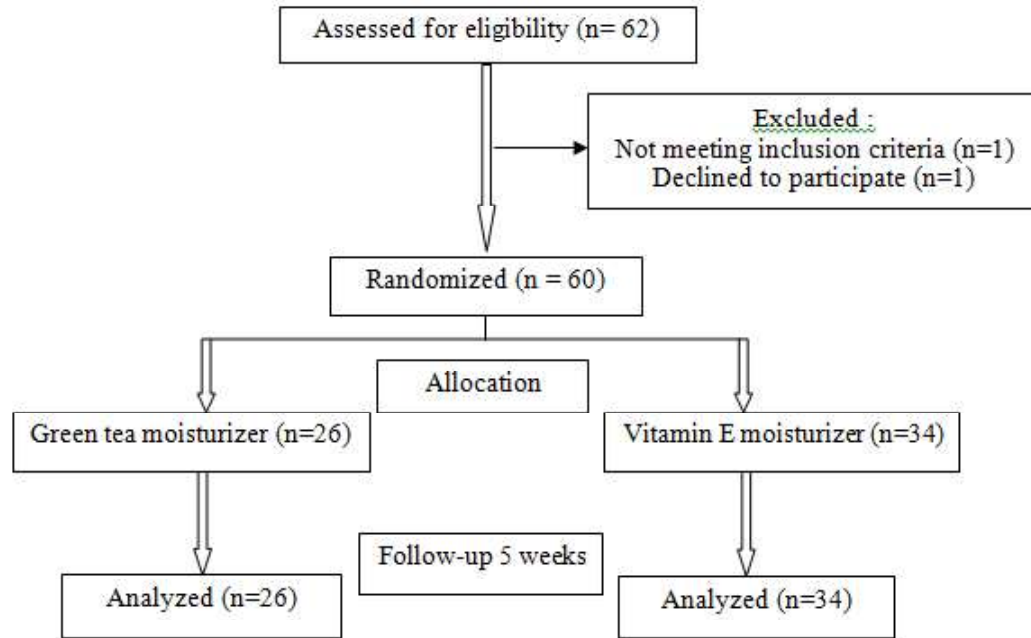 Assessed for eligibility (n= 62)
Excluded :
Not meeting inclusion criteria (n=1)
Declined to participate (n=1)
Randomized (n = 60)
Allocation
Green tea moisturizer (n=26)
Vitamin E moisturizer (n=34)
Follow-up 5 weeks
Analyzed (n=26)
Analyzed (n=34)